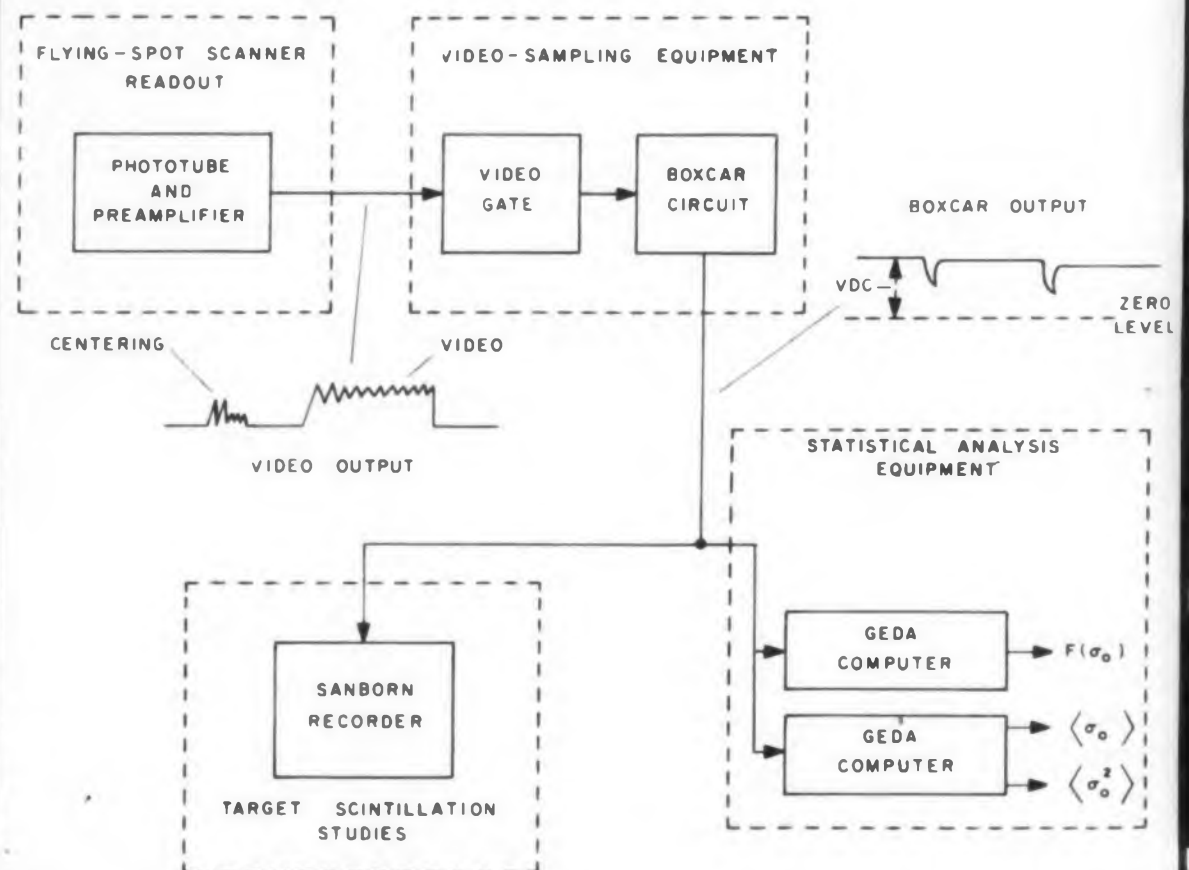 FLYING-SPOT SCANNER
READOUT
PHOTOTUBE
AND
PREAMPLIFIER
VIDEO-SAMPLING EQUIPMENT
VIDEO
GATE
BOXCAR
CIRCUIT
BOXCAR OUTPUT
VDC
ZERO
LEVEL
CENTERING
VIDEO
VIDEO OUTPUT
STATISTICAL ANALYSIS
EQUIPMENT
GEDA
COMPUTER
F(σ₀)
GEDA
COMPUTER
⟨σ₀⟩
⟨σ₀²⟩
SANBORN
RECORDER
TARGET SCINTILLATION
STUDIES